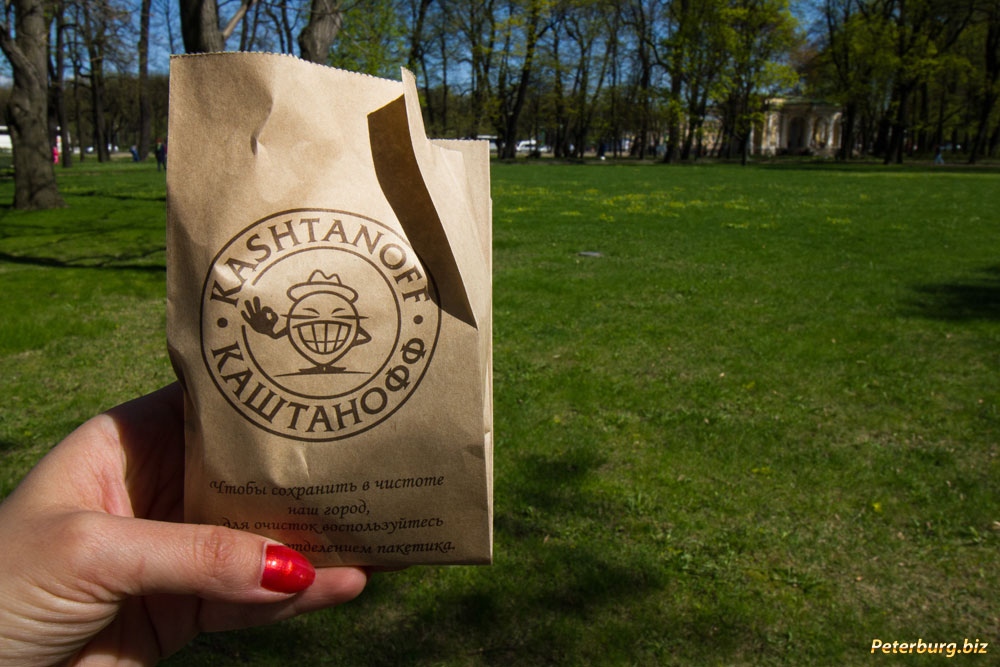 KASHTANOFF
КАШТАНОФФ
Чтобы сохранить в чистоте
наш город,
для очисток воспользуйтесь
отделением пакетика.
Peterburg.biz